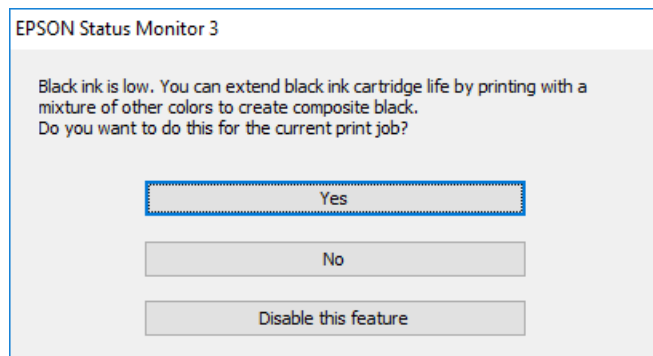 EPSON Status Monitor 3
Black ink is low. You can extend black ink cartridge life by printing with a
mixture of other colors to create composite black.
Do you want to do this for the current print job?
Yes
No
Disable this feature